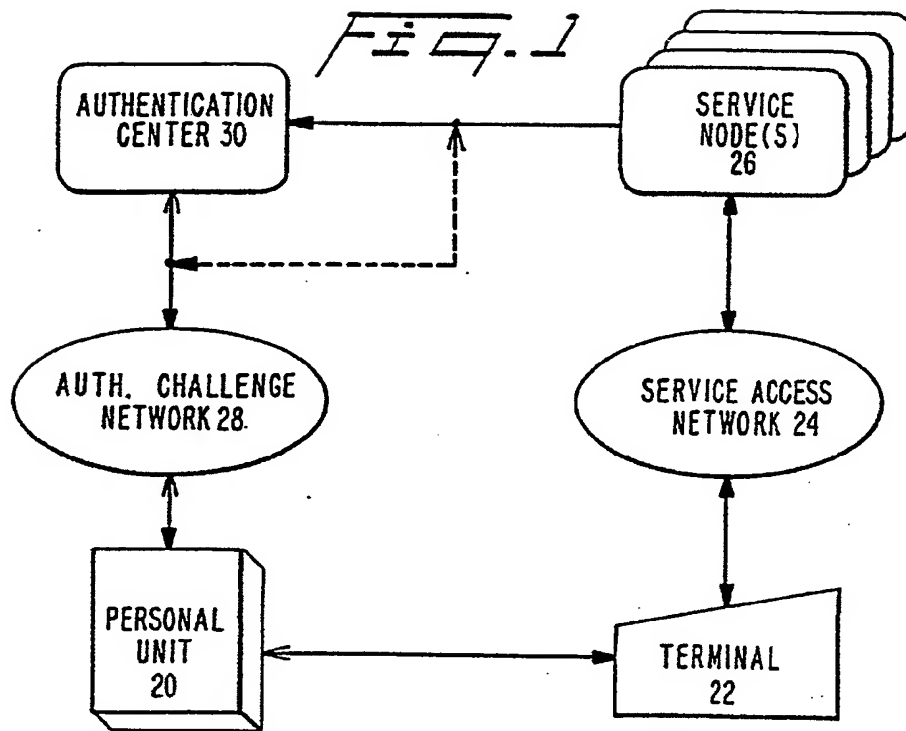 Fig. 1
AUTHENTICATION
CENTER 30
SERVICE
NODE(S)
26
AUTH. CHALLENGE
NETWORK 28.
SERVICE ACCESS
NETWORK 24
PERSONAL
UNIT
20
TERMINAL
22